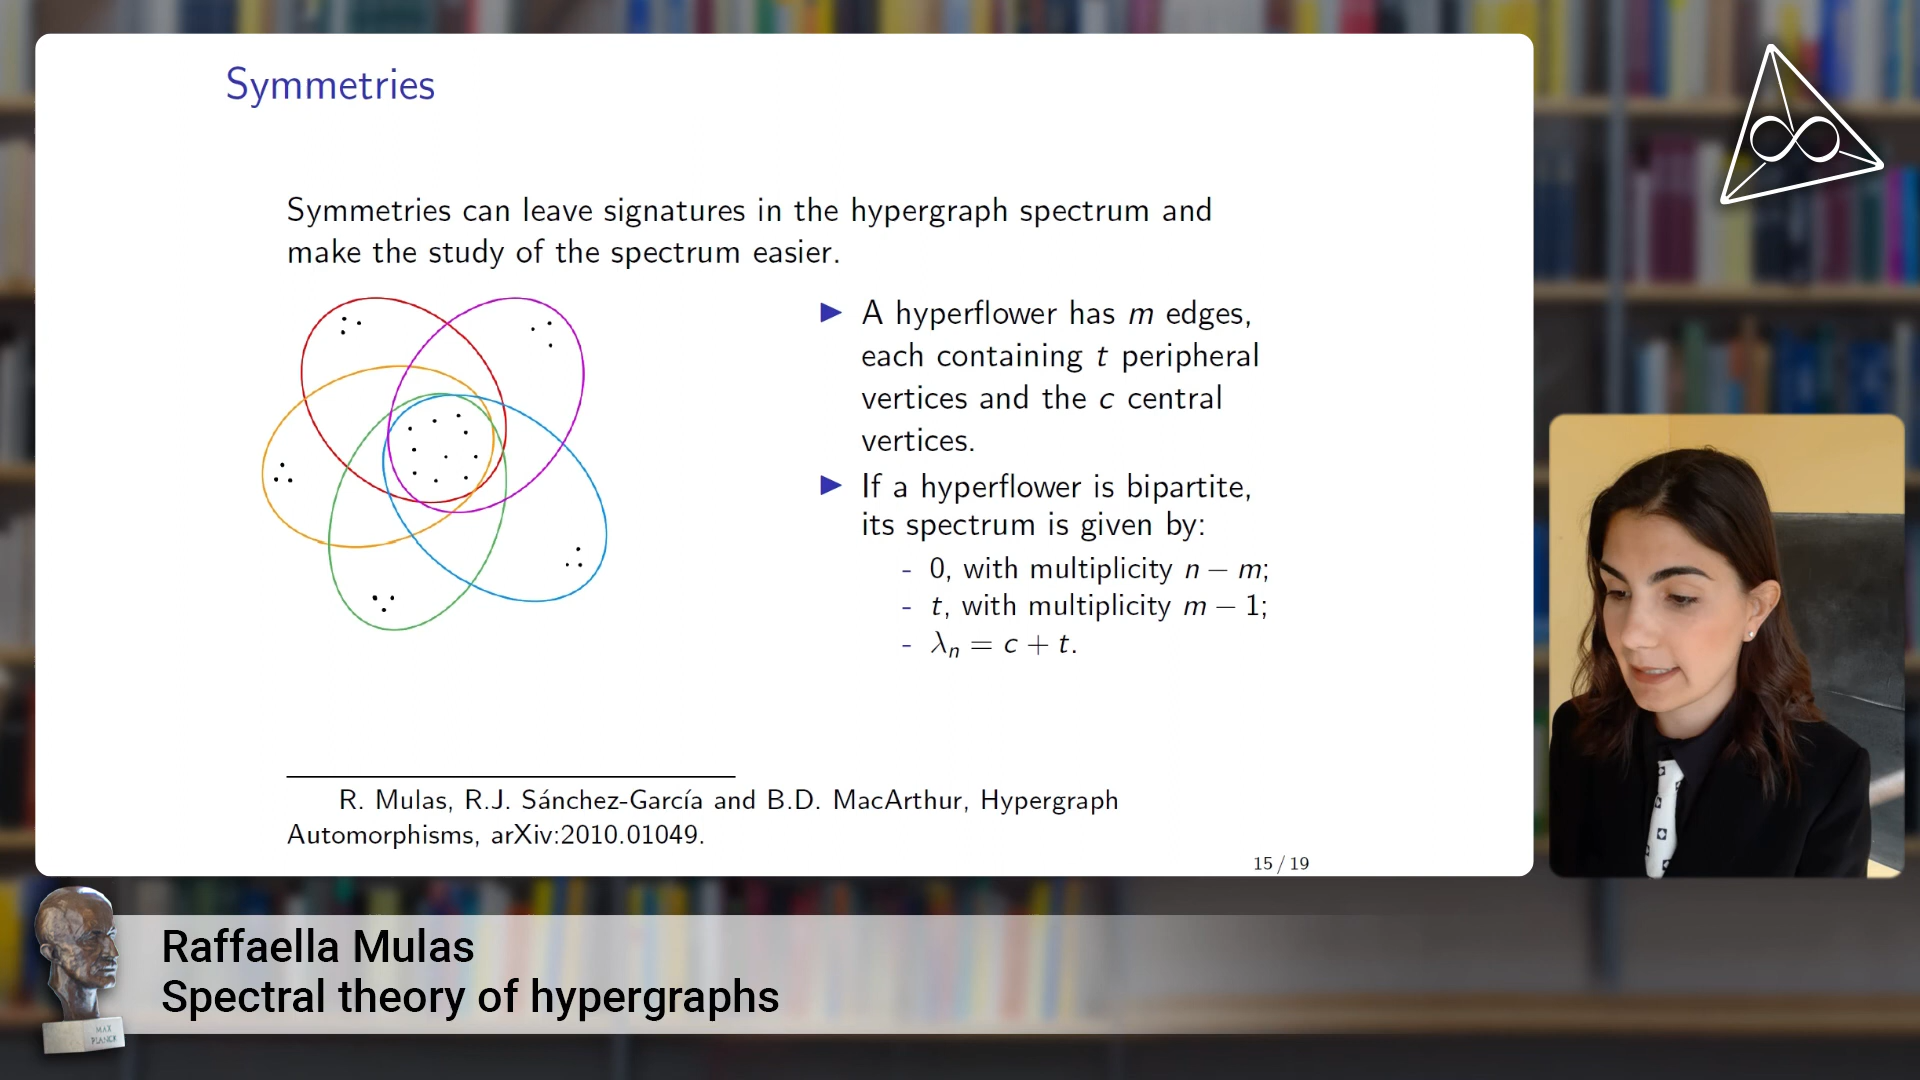 Symmetries
Symmetries can leave signatures in the hypergraph spectrum and
make the study of the spectrum easier.
▶ A hyperflower has m edges,
each containing t peripheral
vertices and the c central
vertices.
▶ If a hyperflower is bipartite,
its spectrum is given by:
- 0, with multiplicity n − m;
- t, with multiplicity m − 1;
- λn = c + t.
R. Mulas, R.J. Sánchez-García and B.D. MacArthur, Hypergraph
Automorphisms, arXiv:2010.01049.
15 / 19
Raffaella Mulas
Spectral theory of hypergraphs
MAX
PLANCK